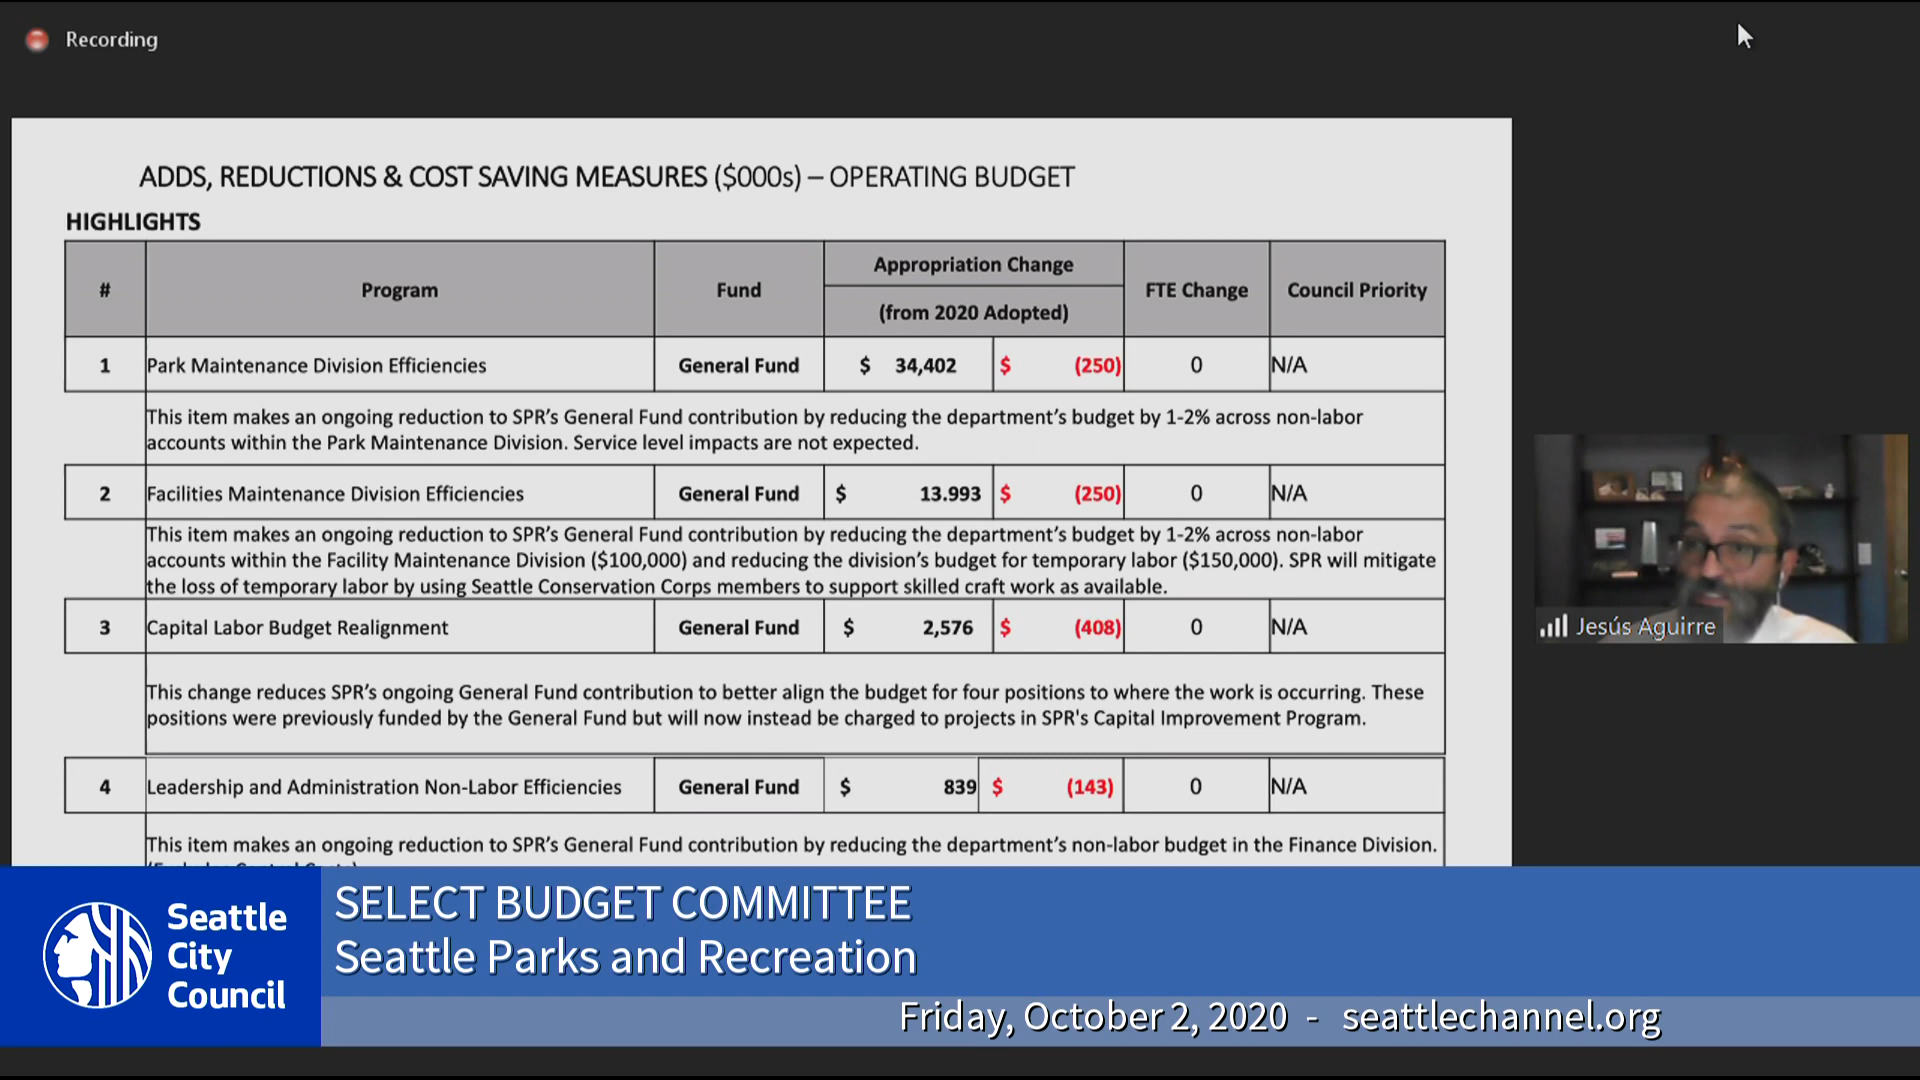 Recording
ADDS, REDUCTIONS & COST SAVING MEASURES ($000s) – OPERATING BUDGET
HIGHLIGHTS
# Program Fund Appropriation Change (from 2020 Adopted) FTE Change Council Priority
1 Park Maintenance Division Efficiencies General Fund $ 34,402 $ (250) 0 N/A
This item makes an ongoing reduction to SPR’s General Fund contribution by reducing the department’s budget by 1-2% across non-labor
accounts within the Park Maintenance Division. Service level impacts are not expected.
2 Facilities Maintenance Division Efficiencies General Fund $ 13.993 $ (250) 0 N/A
This item makes an ongoing reduction to SPR’s General Fund contribution by reducing the department’s budget by 1-2% across non-labor
accounts within the Facility Maintenance Division ($100,000) and reducing the division’s budget for temporary labor ($150,000). SPR will mitigate
the loss of temporary labor by using Seattle Conservation Corps members to support skilled craft work as available.
3 Capital Labor Budget Realignment General Fund $ 2,576 $ (408) 0 N/A
This change reduces SPR’s ongoing General Fund contribution to better align the budget for four positions to where the work is occurring. These
positions were previously funded by the General Fund but will now instead be charged to projects in SPR's Capital Improvement Program.
4 Leadership and Administration Non-Labor Efficiencies General Fund $ 839 $ (143) 0 N/A
This item makes an ongoing reduction to SPR’s General Fund contribution by reducing the department’s non-labor budget in the Finance Division.
Jesús Aguirre
Seattle
City
Council
SELECT BUDGET COMMITTEE
Seattle Parks and Recreation
Friday, October 2, 2020 - seattlechannel.org